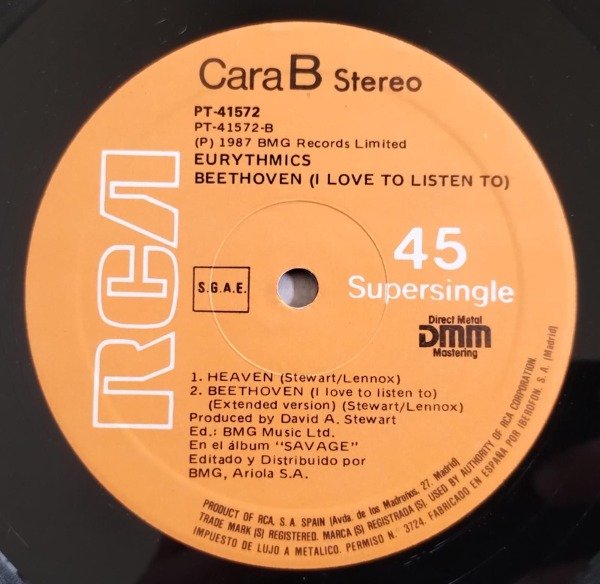 Cara B Stereo
PT-41572
PT-41572-B
(P) 1987 BMG Records Limited
EURYTHMICS
BEETHOVEN (I LOVE TO LISTEN TO)
RCA
45
Supersingle
S.G.A.E.
Direct Metal
DMM
Mastering
1. HEAVEN (Stewart/Lennox)
2. BEETHOVEN (I love to listen to)
(Extended version) (Stewart/Lennox)
Produced by David A. Stewart
Ed.: BMG Music Ltd.
En el álbum "SAVAGE"
Editado y Distribuido por
BMG, Ariola S.A.
PRODUCT OF RCA, S. A. SPAIN (Avda. de los Madroños, 27. Madrid)
TRADE MARK (S) REGISTERED. MARCA (S) REGISTRADA (S). USED BY AUTHORITY OF RCA CORPORATION.
IMPUESTO DE LUJO A METALICO. PERMISO N.º 3724. FABRICADO EN ESPAÑA POR IBEROFON. S. A. (Madrid)